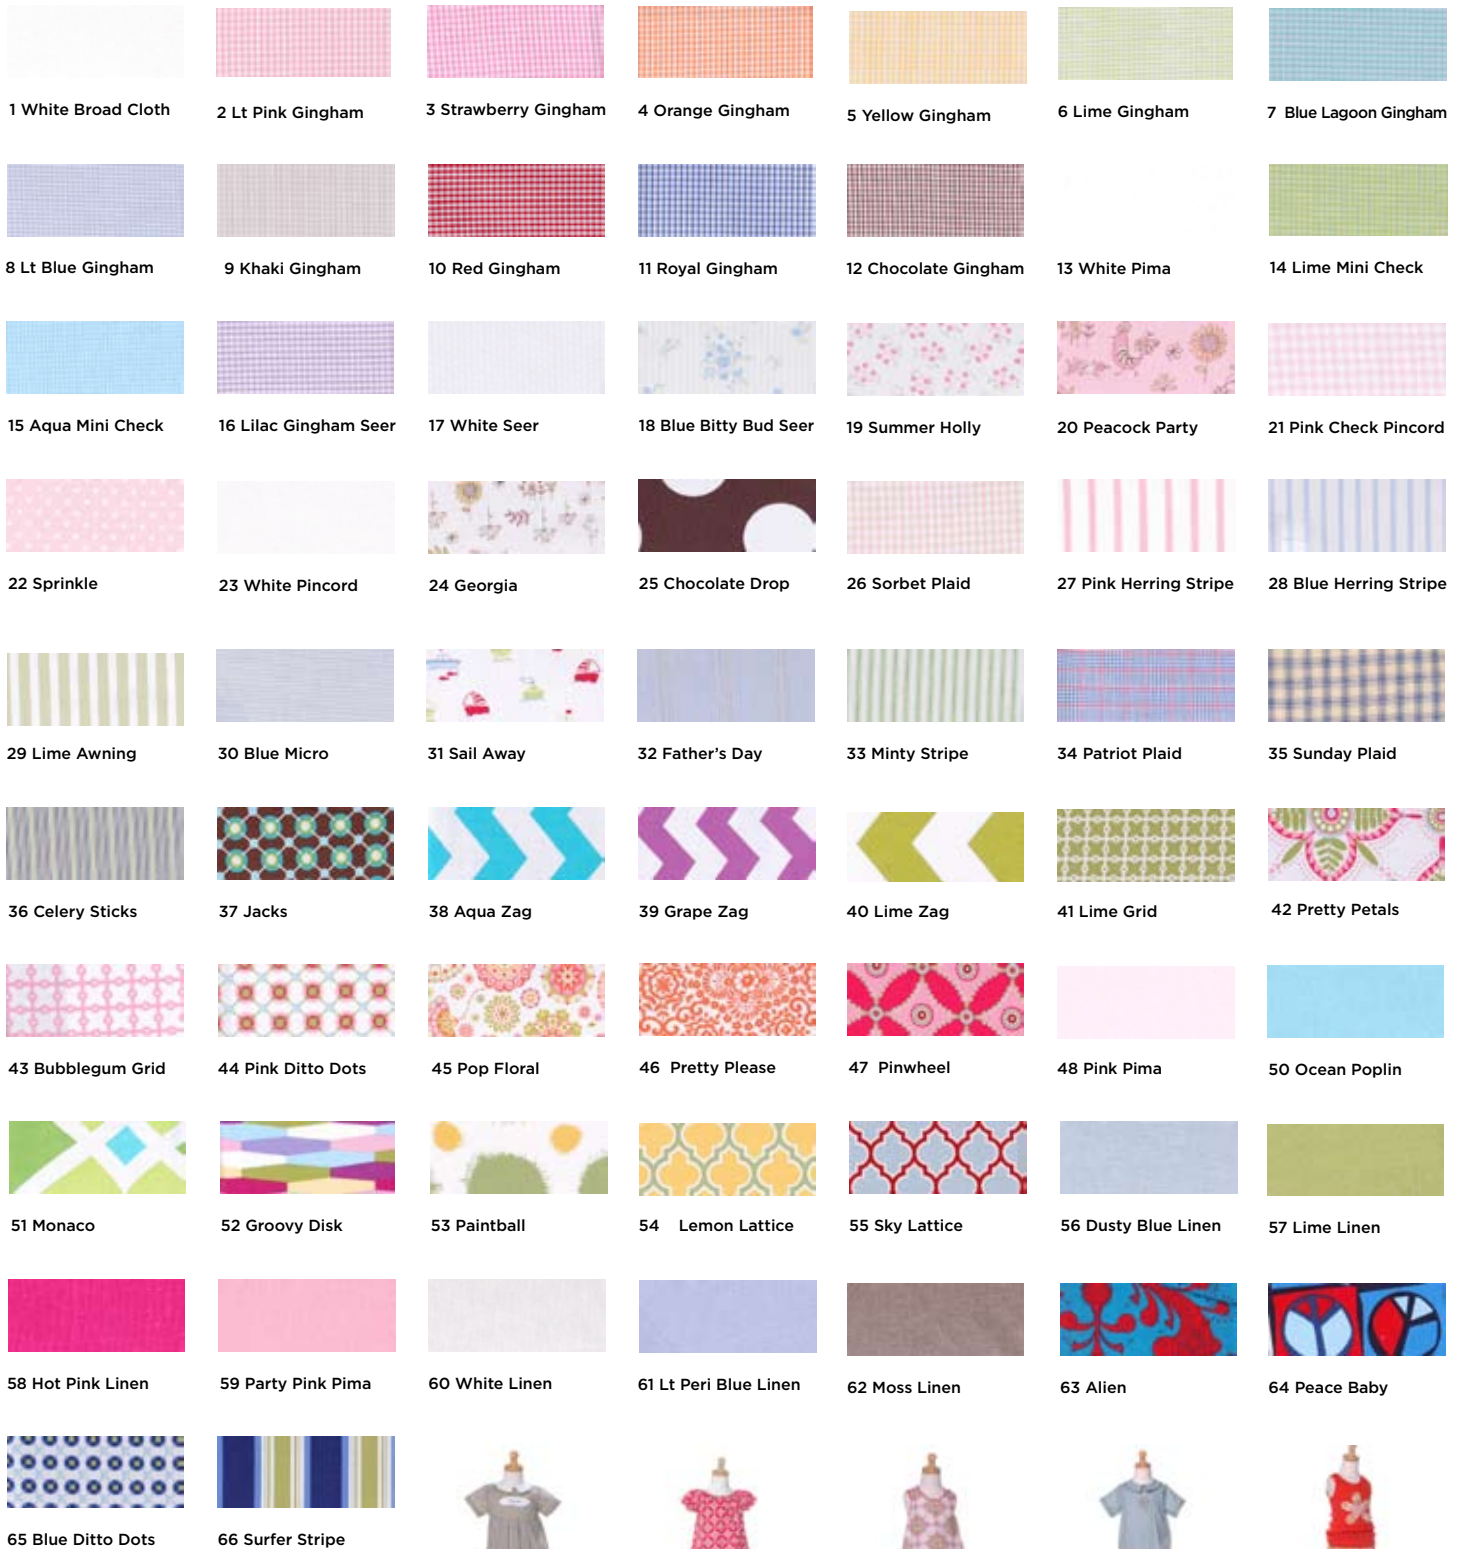 1 White Broad Cloth
2 Lt Pink Gingham
3 Strawberry Gingham
4 Orange Gingham
5 Yellow Gingham
6 Lime Gingham
7 Blue Lagoon Gingham
8 Lt Blue Gingham
9 Khaki Gingham
10 Red Gingham
11 Royal Gingham
12 Chocolate Gingham
13 White Pima
14 Lime Mini Check
15 Aqua Mini Check
16 Lilac Gingham Seer
17 White Seer
18 Blue Bitty Bud Seer
19 Summer Holly
20 Peacock Party
21 Pink Check Pincord
22 Sprinkle
23 White Pincord
24 Georgia
25 Chocolate Drop
26 Sorbet Plaid
27 Pink Herring Stripe
28 Blue Herring Stripe
29 Lime Awning
30 Blue Micro
31 Sail Away
32 Father’s Day
33 Minty Stripe
34 Patriot Plaid
35 Sunday Plaid
36 Celery Sticks
37 Jacks
38 Aqua Zag
39 Grape Zag
40 Lime Zag
41 Lime Grid
42 Pretty Petals
43 Bubblegum Grid
44 Pink Ditto Dots
45 Pop Floral
46 Pretty Please
47 Pinwheel
48 Pink Pima
50 Ocean Poplin
51 Monaco
52 Groovy Disk
53 Paintball
54 Lemon Lattice
55 Sky Lattice
56 Dusty Blue Linen
57 Lime Linen
58 Hot Pink Linen
59 Party Pink Pima
60 White Linen
61 Lt Peri Blue Linen
62 Moss Linen
63 Alien
64 Peace Baby
65 Blue Ditto Dots
66 Surfer Stripe